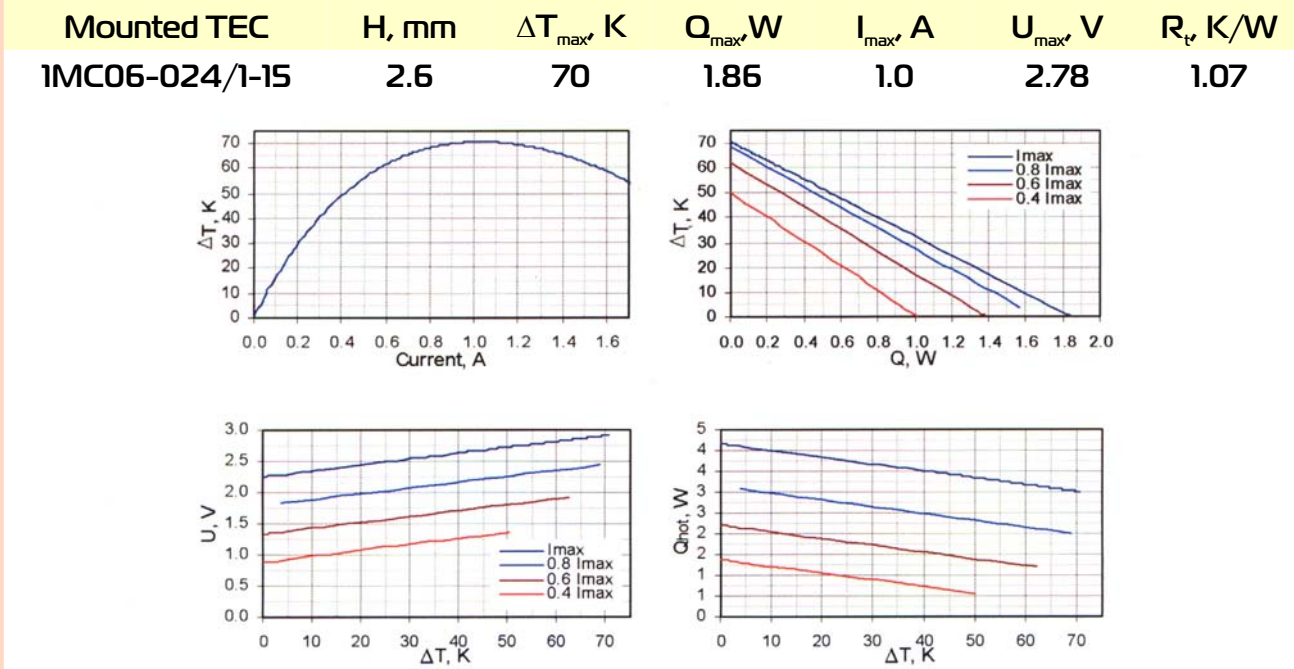 Mounted TEC H, mm ΔTmax, K Qmax, W Imax, A Umax, V Rt, K/W
1MC06-024/1-15 2.6 70 1.86 1.0 2.78 1.07
70
60
50
40
30
20
10
0
ΔT, K
0.0 0.2 0.4 0.6 0.8 1.0 1.2 1.4 1.6
Current, A
70
60
50
40
30
20
10
0
ΔT, K
Imax
0.8 Imax
0.6 Imax
0.4 Imax
0.0 0.2 0.4 0.6 0.8 1.0 1.2 1.4 1.6 1.8 2.0
Q, W
3.0
2.5
2.0
1.5
1.0
0.5
0.0
U, V
Imax
0.8 Imax
0.6 Imax
0.4 Imax
0 10 20 30 40 50 60 70
ΔT, K
5
4
4
3
3
2
2
1
1
0
Qhot, W
0 10 20 30 40 50 60 70
ΔT, K